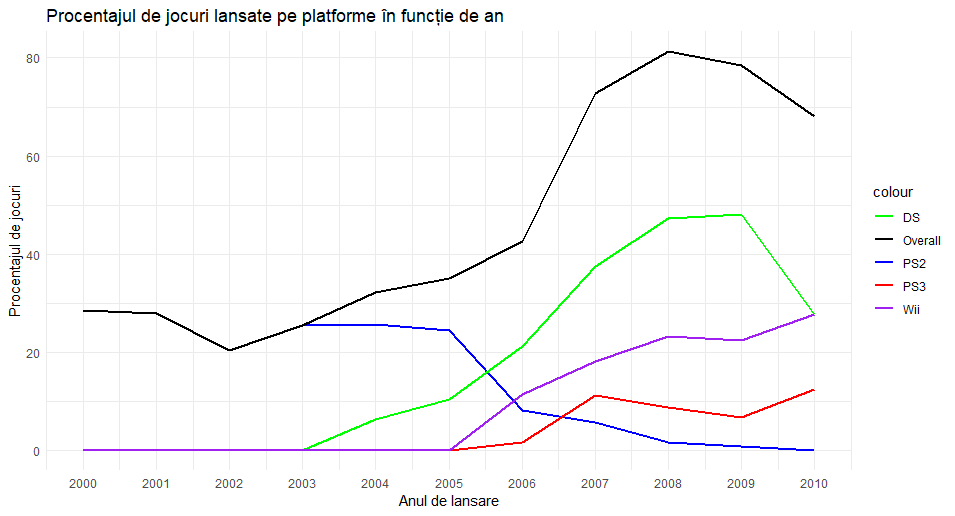 Procentajul de jocuri lansate pe platforme în funcție de an
Procentajul de jocuri
80
60
40
20
0
2000 2001 2002 2003 2004 2005 2006 2007 2008 2009 2010
Anul de lansare
colour
DS
Overall
PS2
PS3
Wii